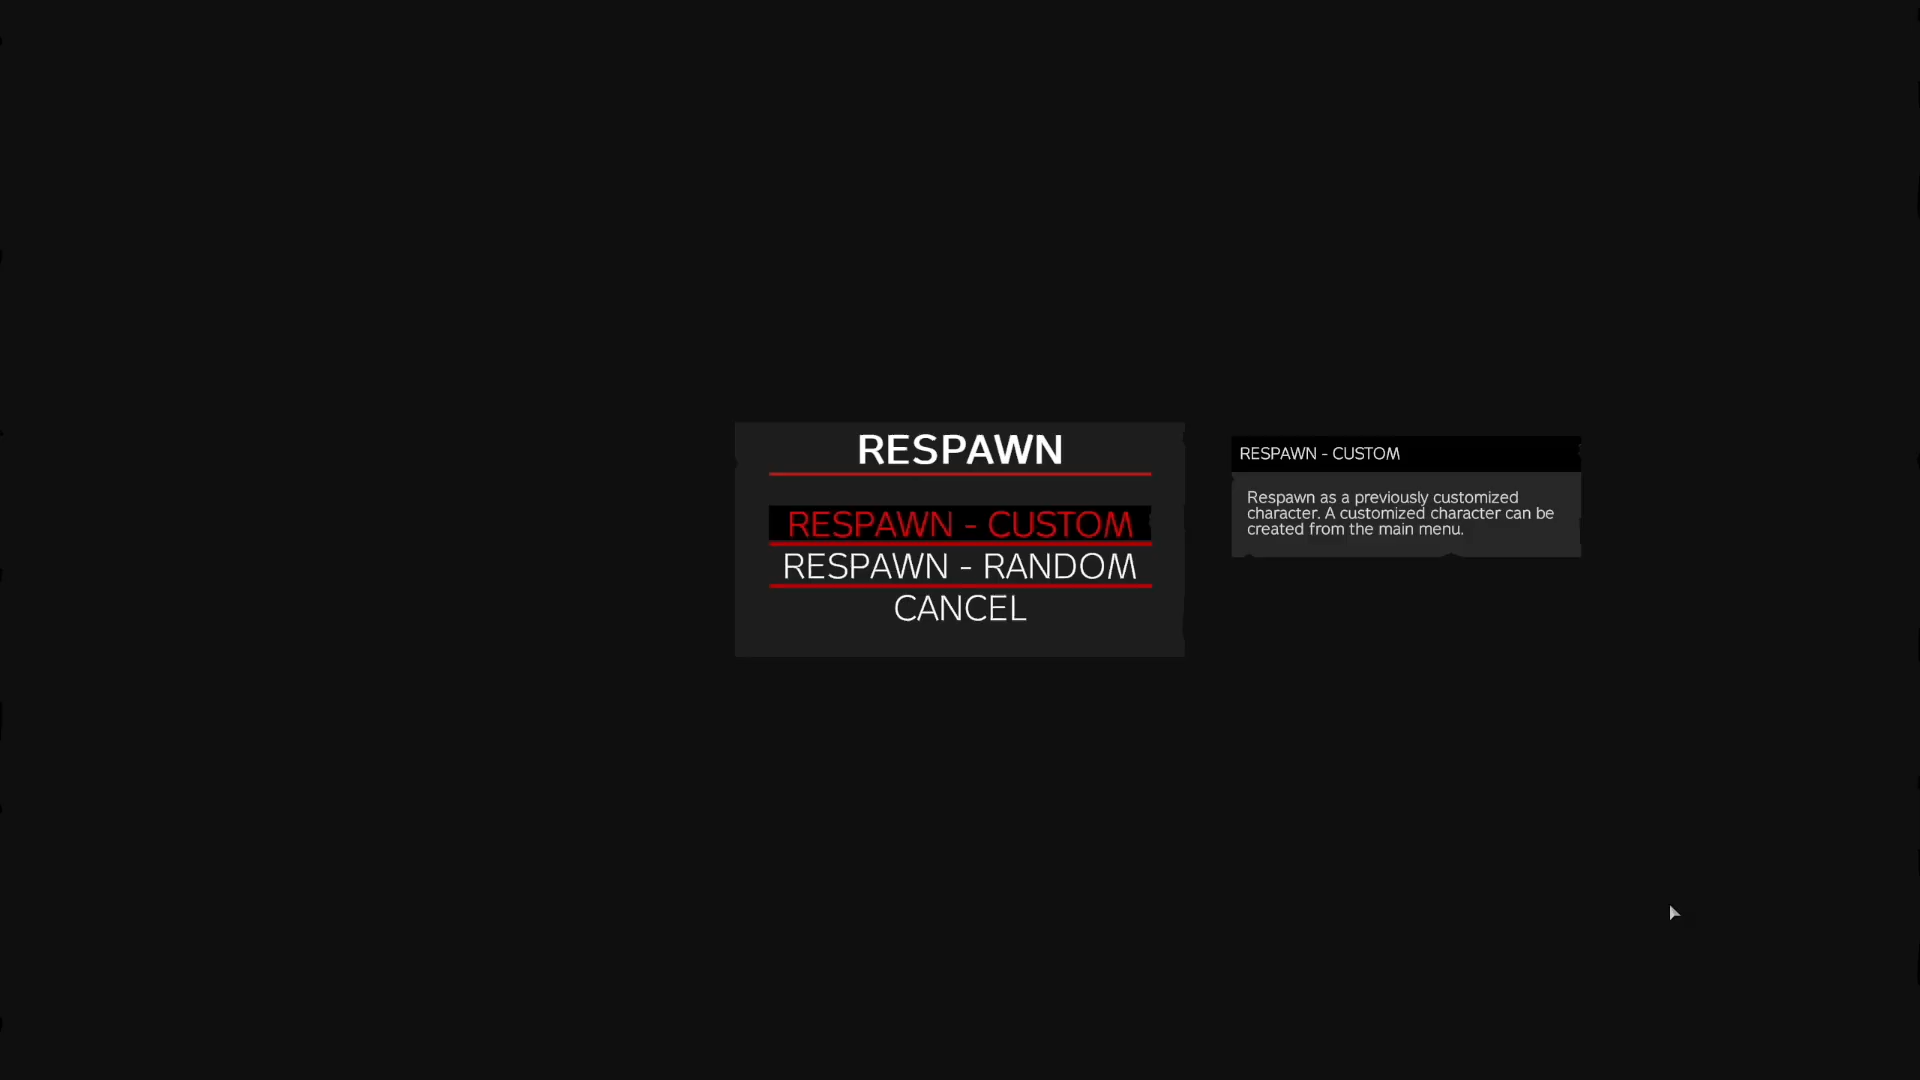 RESPAWN
RESPAWN - CUSTOM
RESPAWN - RANDOM
CANCEL
RESPAWN - CUSTOM
Respawn as a previously customized
character. A customized character can be
created from the main menu.